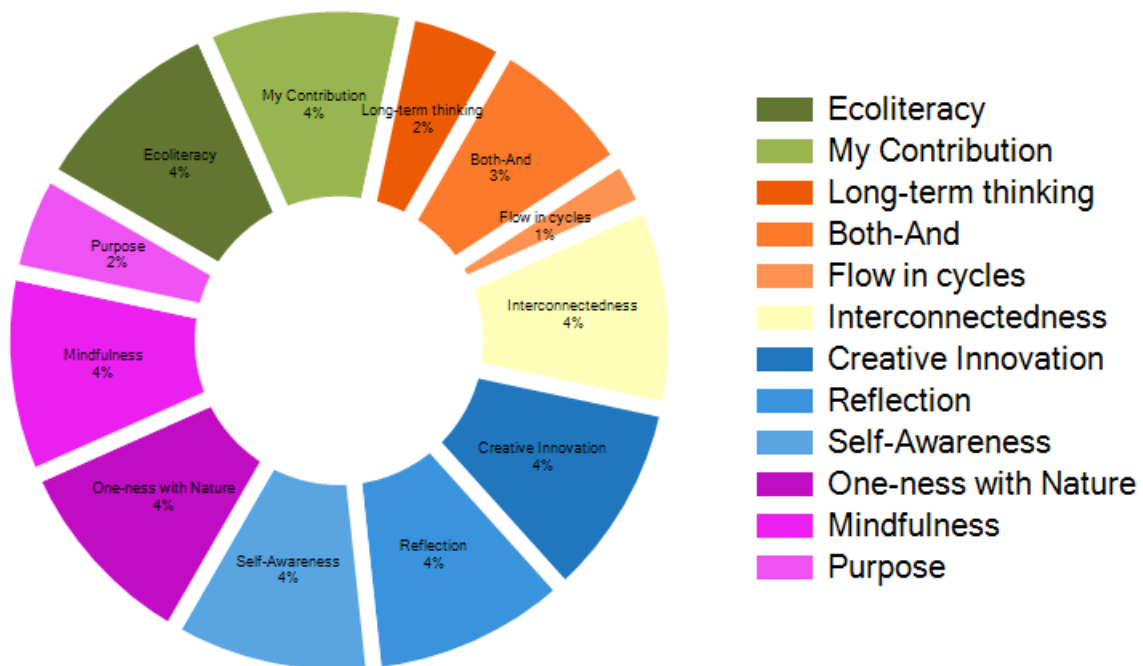 My Contribution
4%
Long-term thinking
2%
Both-And
3%
Flow in cycles
1%
Interconnectedness
4%
Creative Innovation
4%
Reflection
4%
Self-Awareness
4%
One-ness with Nature
4%
Mindfulness
4%
Purpose
2%
Ecoliteracy
4%
Ecoliteracy
My Contribution
Long-term thinking
Both-And
Flow in cycles
Interconnectedness
Creative Innovation
Reflection
Self-Awareness
One-ness with Nature
Mindfulness
Purpose